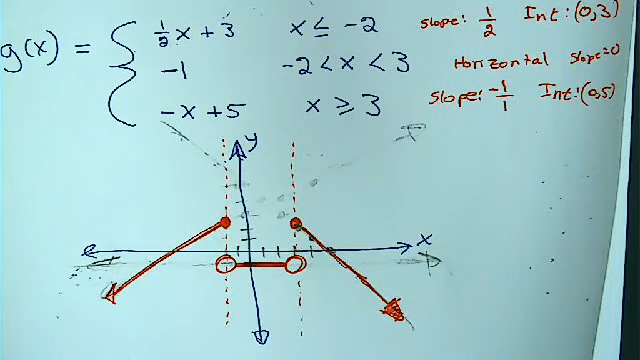 g(x) =
1/2 x + 3 x ≤ -2 slope: 1/2 Int: (0,3)
-1 -2 < x < 3 Horizontal slope=0
-x + 5 x ≥ 3 slope: -1/1 Int: (0,5)
y
x